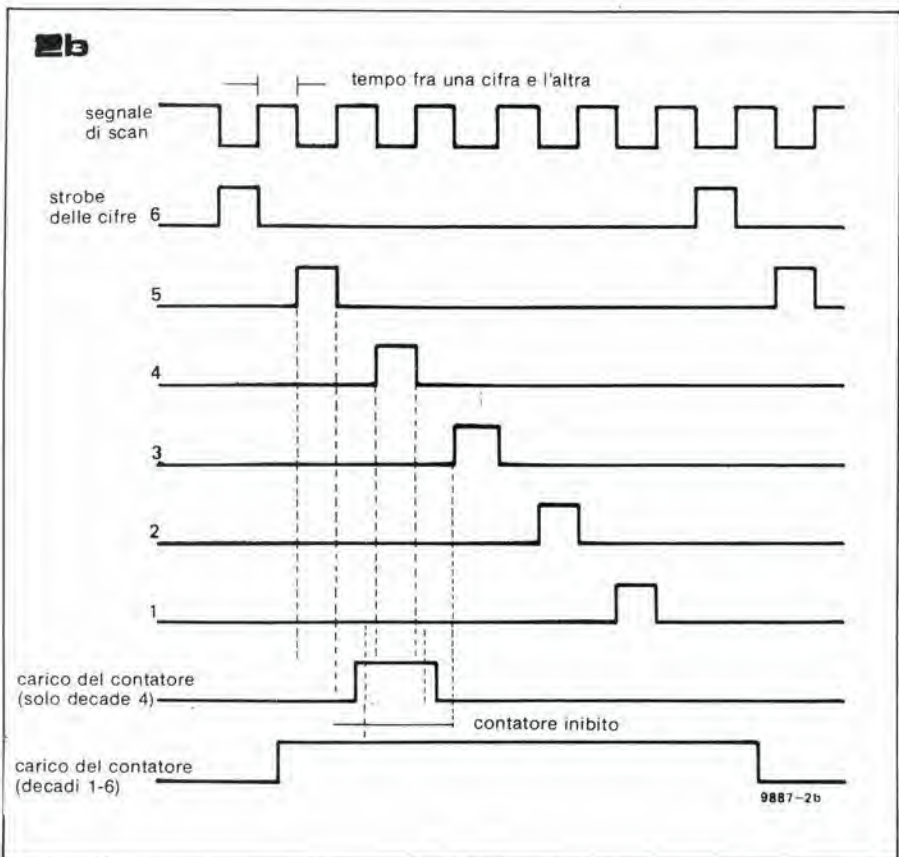 2b
tempo fra una cifra e l'altra
segnale
di scan
strobe
delle cifre 6
5
4
3
2
1
carico del contatore
(solo decade 4)
contatore inibito
carico del contatore
(decadi 1-6)
9887-2b